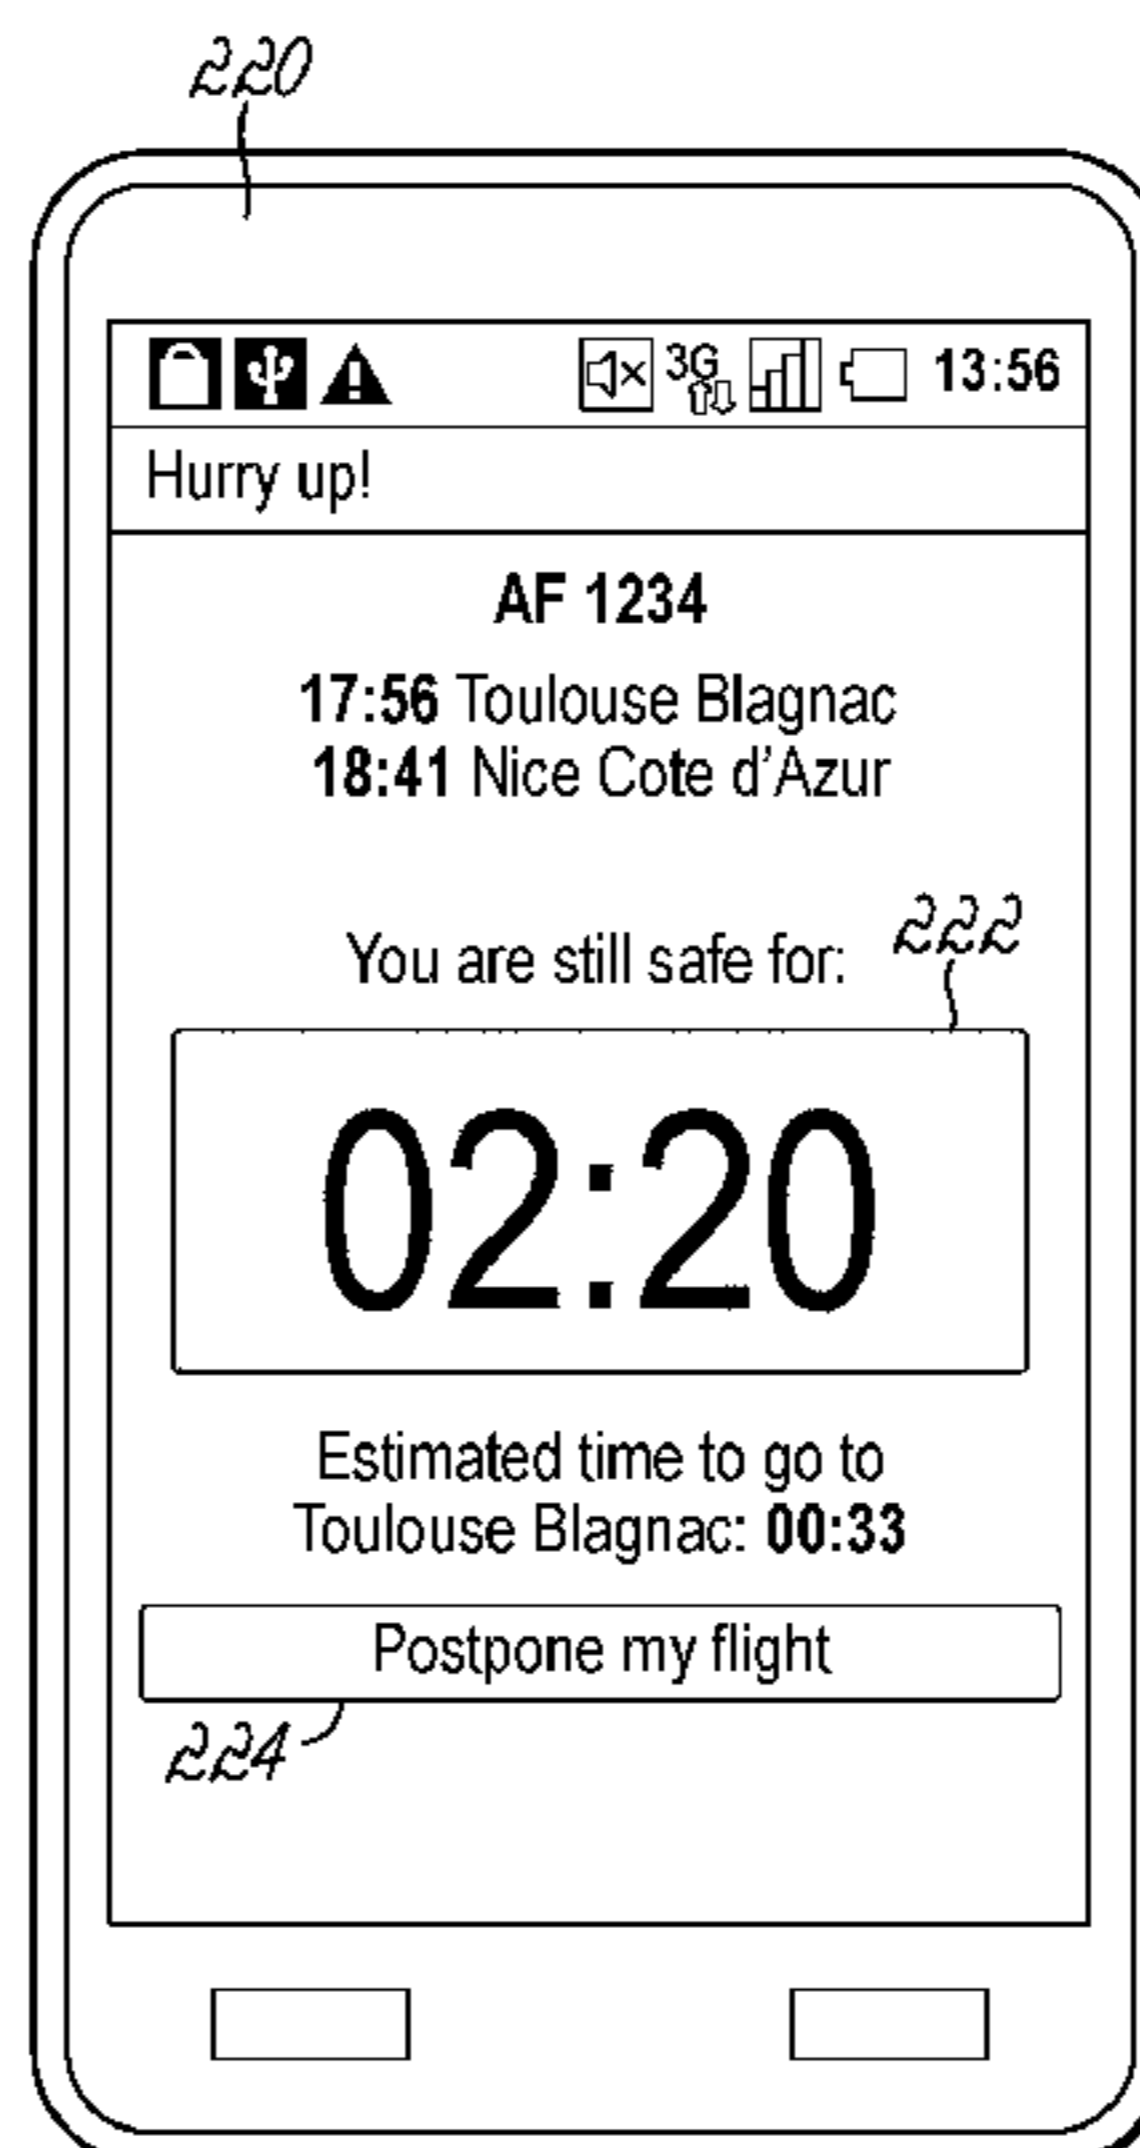 220
3G 13:56
Hurry up!
AF 1234
17:56 Toulouse Blagnac
18:41 Nice Cote d'Azur
222
You are still safe for:
02:20
Estimated time to go to
Toulouse Blagnac: 00:33
Postpone my flight
224